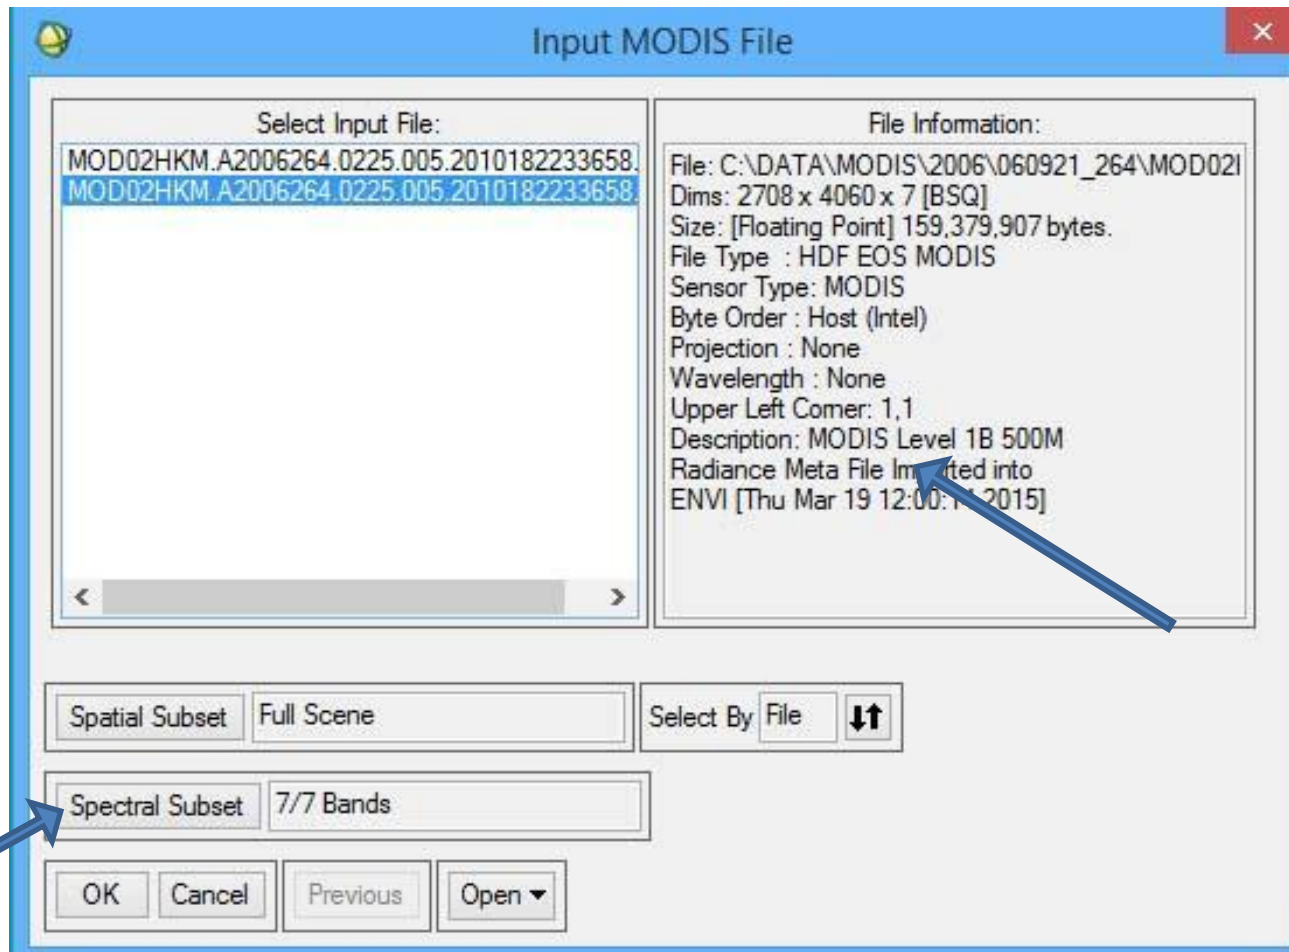 Input MODIS File
Select Input File:
MOD02HKM.A2006264.0225.005.2010182233658.
MOD02HKM.A2006264.0225.005.2010182233658.
File Information:
File: C:\DATA\MODIS\2006\060921_264\MOD02
Dims: 2708 x 4060 x 7 [BSQ]
Size: [Floating Point] 159,379,907 bytes.
File Type : HDF EOS MODIS
Sensor Type: MODIS
Byte Order : Host (Intel)
Projection : None
Wavelength : None
Upper Left Corner: 1,1
Description: MODIS Level 1B 500M
Radiance Meta File into
ENVI [Thu Mar 19 2015]
Spatial Subset Full Scene
Select By File
Spectral Subset 7/7 Bands
OK Cancel Previous Open